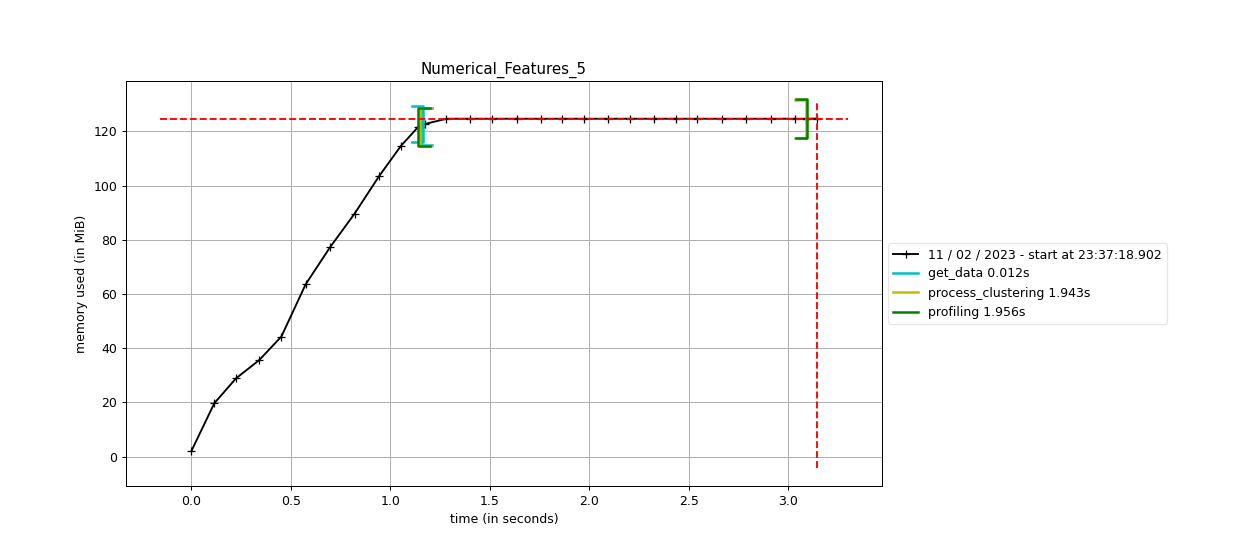 Numerical_Features_5
memory used (in MiB)
120
100
80
60
40
20
0
0.0 0.5 1.0 1.5 2.0 2.5 3.0
time (in seconds)
11 / 02 / 2023 - start at 23:37:18.902
get_data 0.012s
process_clustering 1.943s
profiling 1.956s